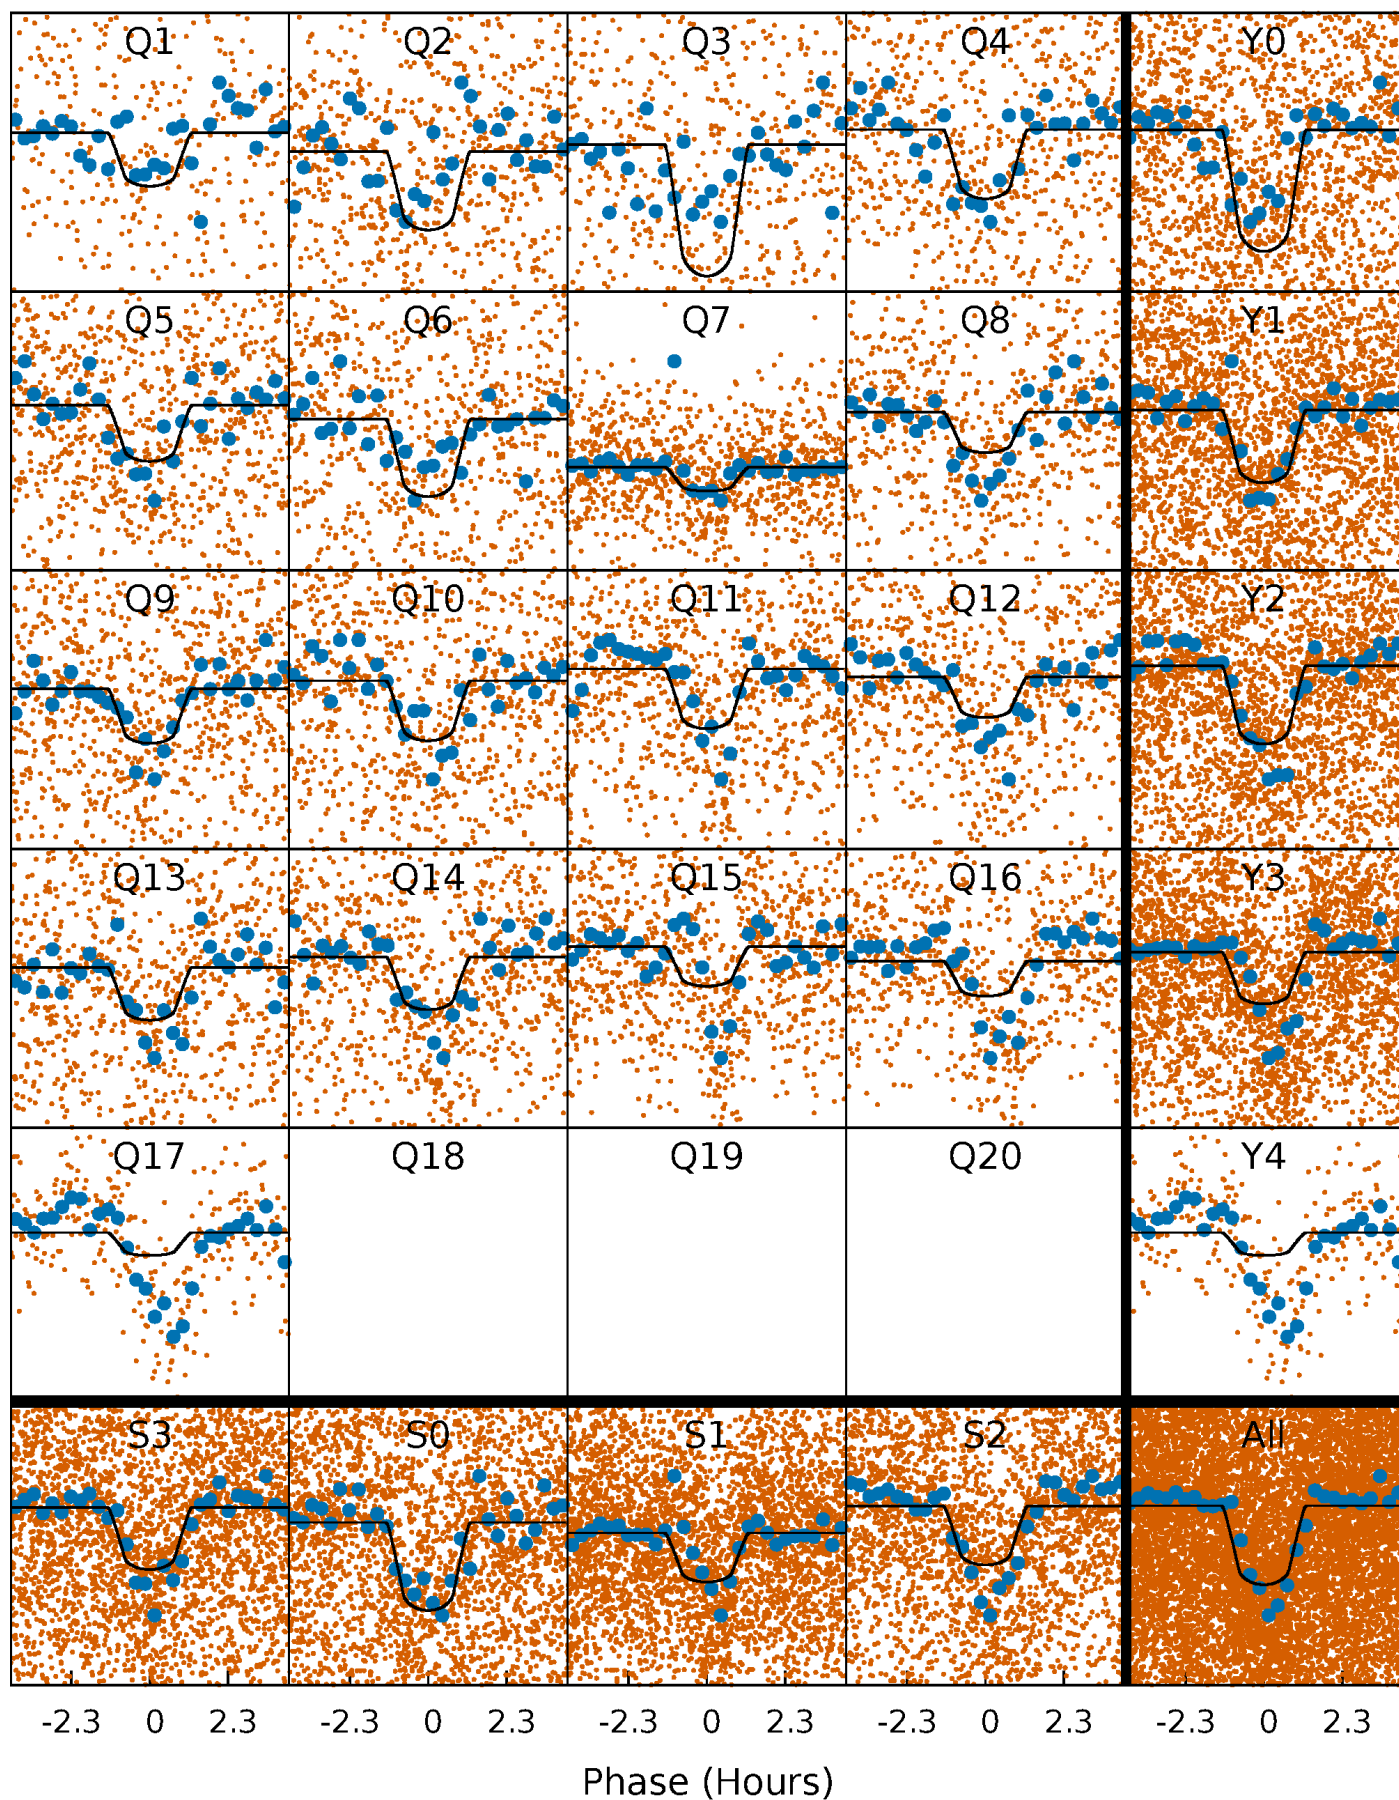 Q1 Q2 Q3 Q4 Y0
Q5 Q6 Q7 Q8 Y1
Q9 Q10 Q11 Q12 Y2
Q13 Q14 Q15 Q16 Y3
Q17 Q18 Q19 Q20 Y4
S3 S0 S1 S2 All
-2.3 0 2.3 -2.3 0 2.3 -2.3 0 2.3 -2.3 0 2.3 -2.3 0 2.3
Phase (Hours)